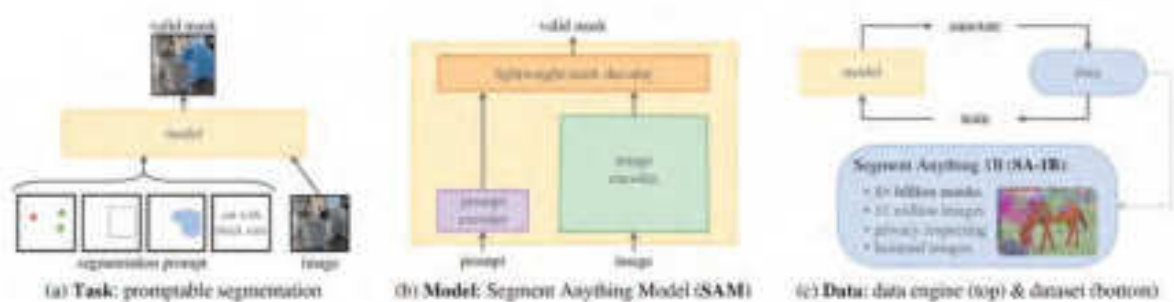 valid mask
model
segmentation prompt
image
(a) Task: promptable segmentation
valid mask
lightweight mask decoder
image
encoder
prompt
encoder
prompt
image
(b) Model: Segment Anything Model (SAM)
annotate
model
data
train
Segment Anything 1B (SA-1B):
• 1+ billion masks
• 11 million images
• privacy respecting
• licensed images
(c) Data: data engine (top) & dataset (bottom)